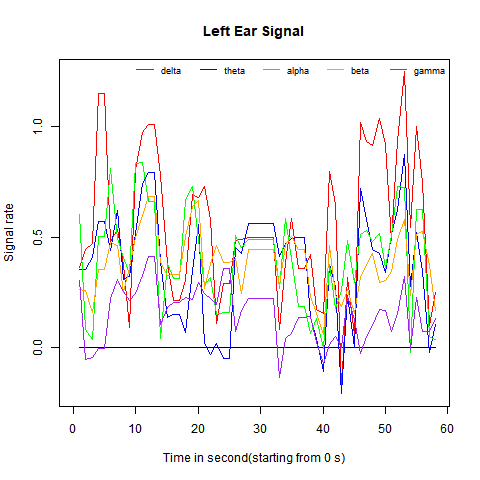 Left Ear Signal
delta theta alpha beta gamma
Signal rate
1.0
0.5
0.0
0 10 20 30 40 50 60
Time in second(starting from 0 s)